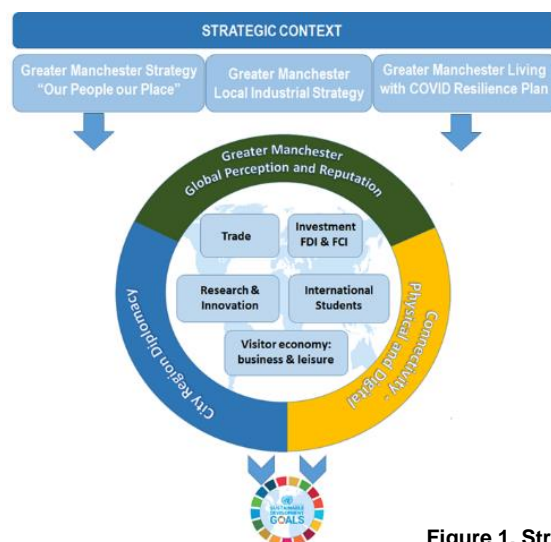 STRATEGIC CONTEXT
Greater Manchester Strategy
“Our People our Place”
Greater Manchester
Local Industrial Strategy
Greater Manchester Living
with COVID Resilience Plan
Greater Manchester
Global Perception and Reputation
Trade
Investment
FDI & FCI
Research &
Innovation
International
Students
Visitor economy:
business & leisure
City Region Diplomacy
Connectivity -
Physical and Digital
SUSTAINABLE
DEVELOPMENT
GOALS
Figure 1. Str